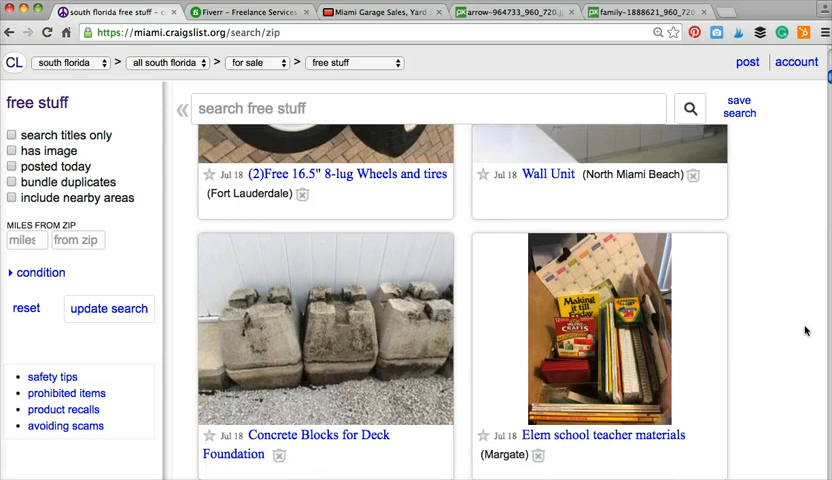 south florida free stuff - c
Fiverr - Freelance Services
Miami Garage Sales, Yard S
arrow-964733_960_720.j
family-1888621_960_720
https://miami.craigslist.org/search/zip
CL south florida > all south florida > for sale > free stuff post account
free stuff
search free stuff
save
search
search titles only
has image
posted today
bundle duplicates
include nearby areas
MILES FROM ZIP
miles from zip
condition
reset update search
safety tips
prohibited items
product recalls
avoiding scams
Jul 18 (2)Free 16.5" 8-lug Wheels and tires
(Fort Lauderdale)
Jul 18 Wall Unit (North Miami Beach)
Making it till
Friday
CRAFTS
Jul 18 Concrete Blocks for Deck
Foundation
Jul 18 Elem school teacher materials
(Margate)